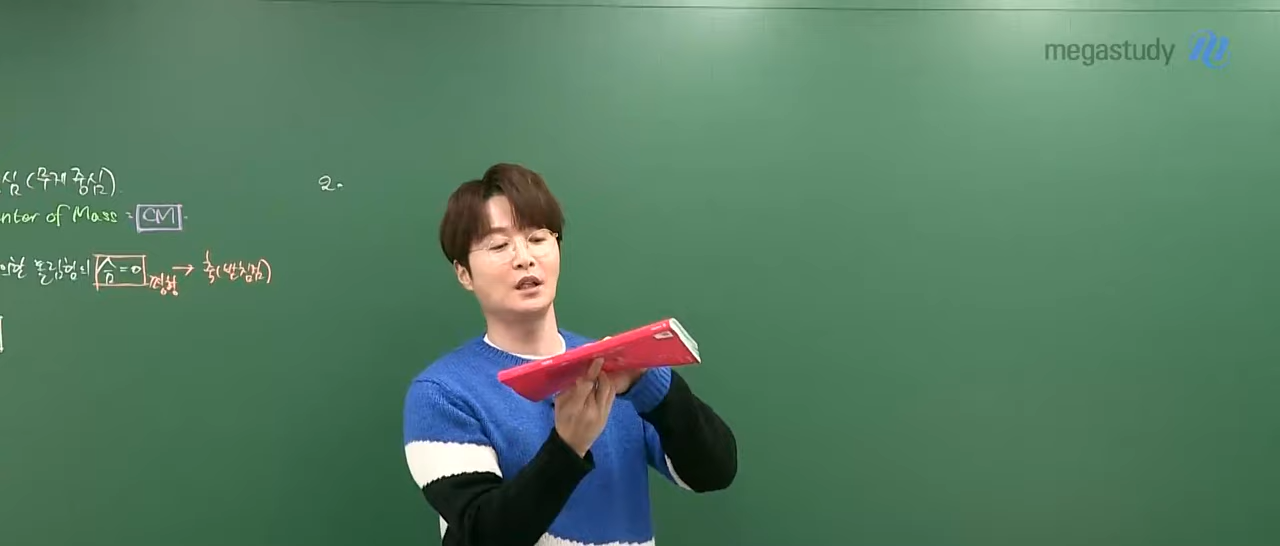 megastudy
심 (무게 중심)
nter of Mass = CM.
의한 돌림힘의 합=0 평형 → 축(받침점)
2.